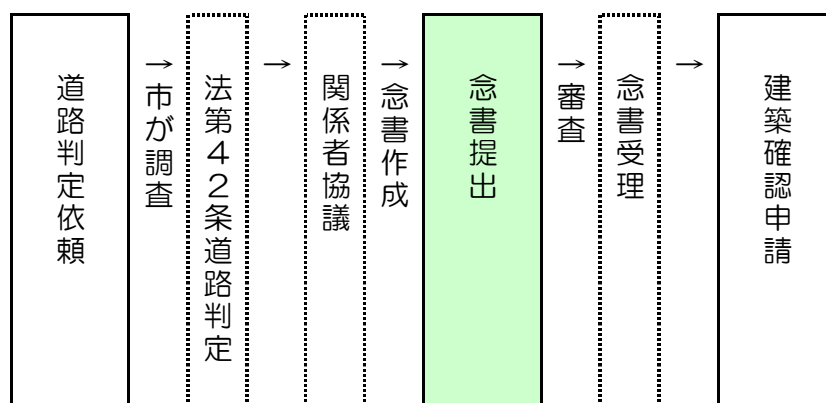 道路判定依頼
→市が調査
法第42条道路判定
→
関係者協議
→念書作成
念書提出
→審査
念書受理
→
建築確認申請